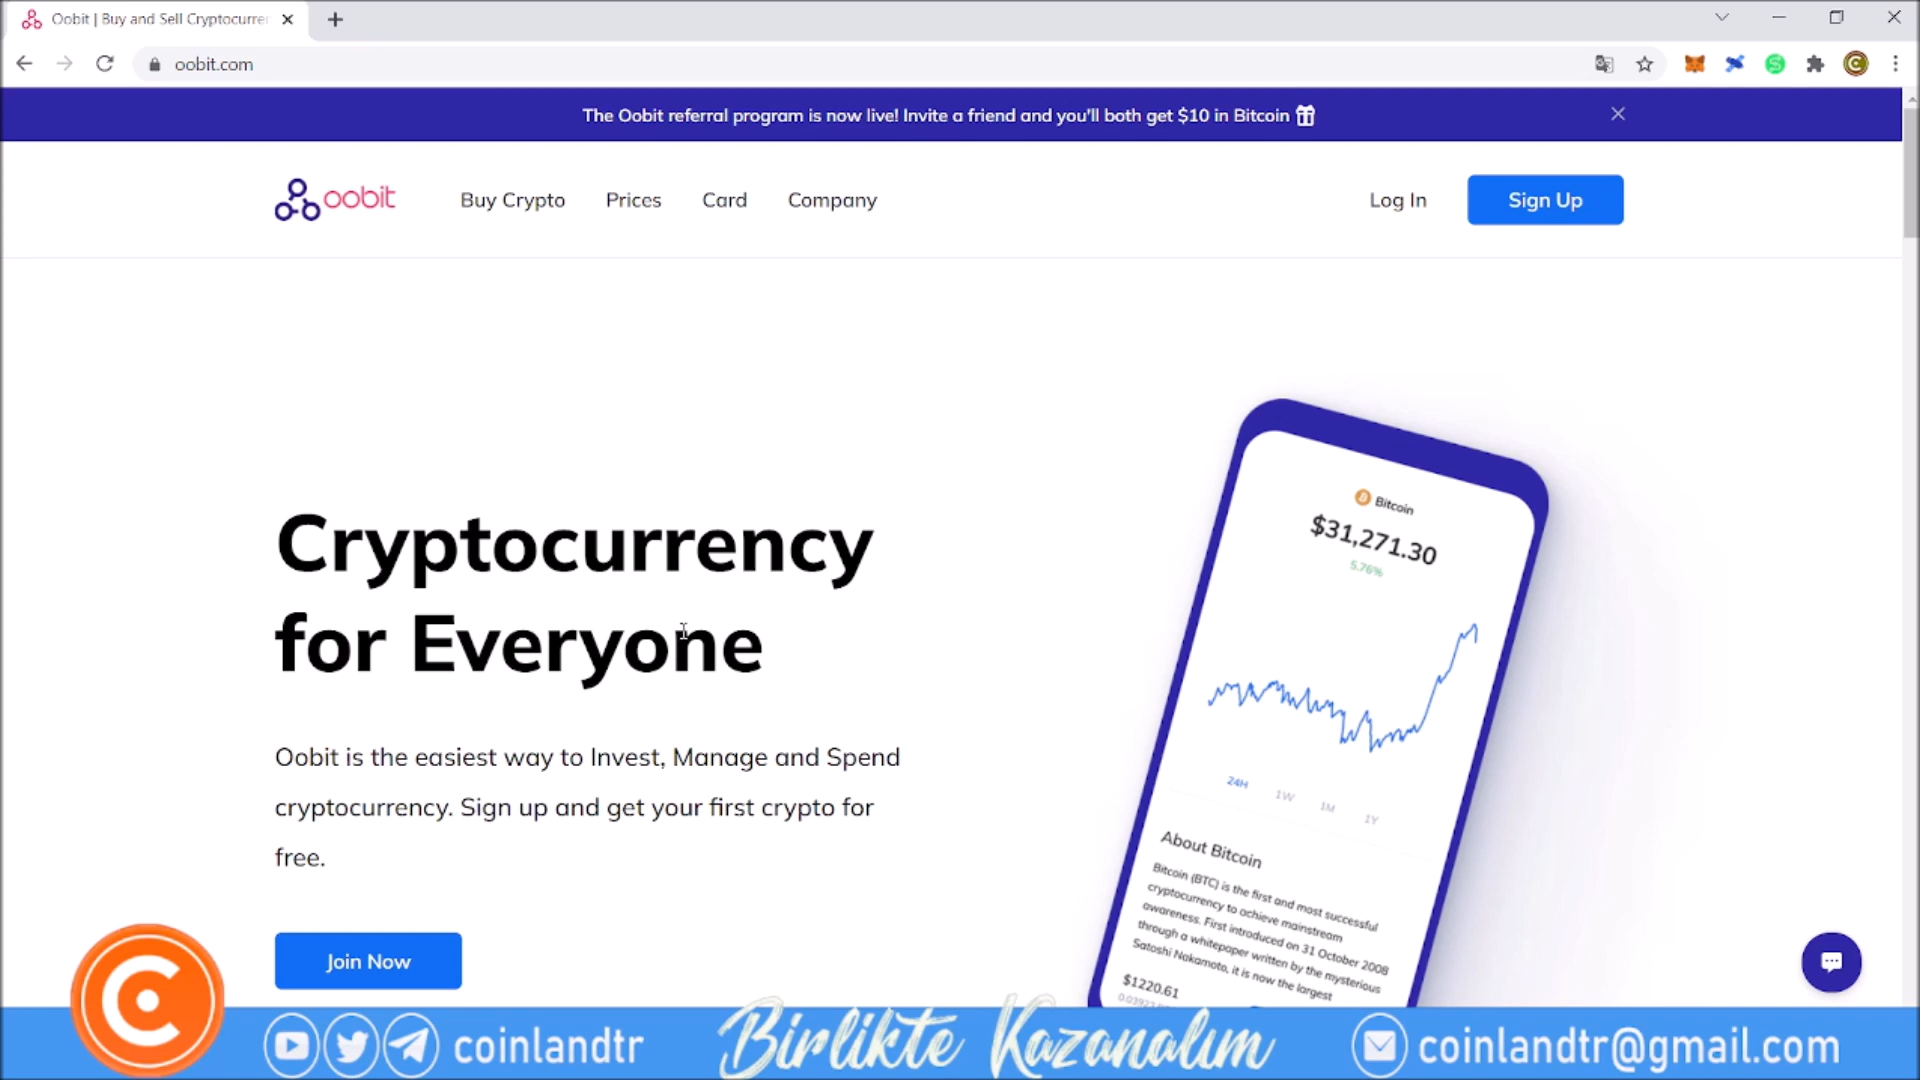 Oobit | Buy and Sell Cryptocurre
oobit.com
The Oobit referral program is now live! Invite a friend and you'll both get $10 in Bitcoin
oobit
Buy Crypto
Prices
Card
Company
Log In
Sign Up
Cryptocurrency
for Everyone
Oobit is the easiest way to Invest, Manage and Spend
cryptocurrency. Sign up and get your first crypto for
free.
Join Now
Bitcoin
$31,271.30
5.76%
24H
1W
1M
1Y
About Bitcoin
Bitcoin (BTC) is the first and most successful
cryptocurrency to achieve mainstream
awareness. First introduced on 31 October 2008
through a whitepaper written by the mysterious
Satoshi Nakamoto, it is now the largest
$1220.61
coinlandtr
Birlikte Kazanalım
coinlandtr@gmail.com